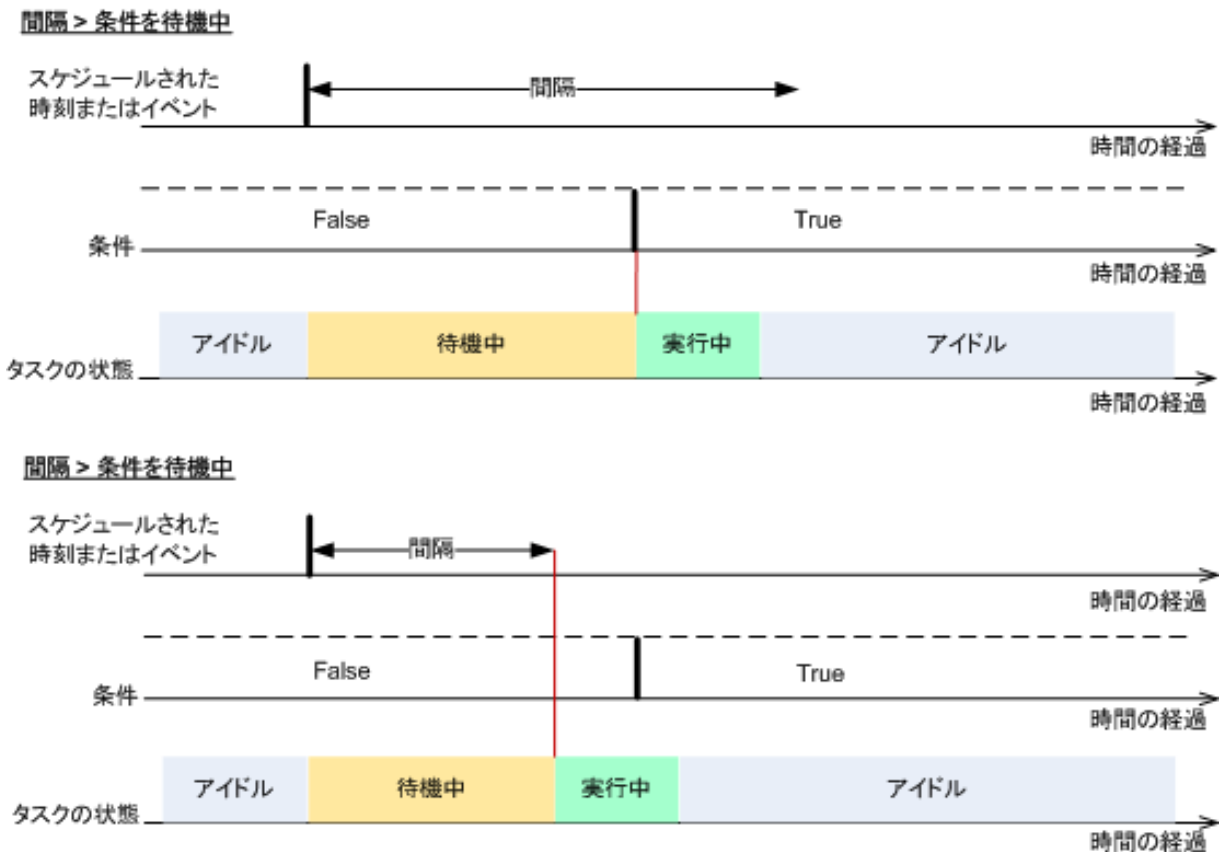 間隔 > 条件を待機中
スケジュールされた
時刻またはイベント
間隔
時間の経過
False
True
条件
時間の経過
アイドル
待機中
実行中
アイドル
タスクの状態
時間の経過
間隔 > 条件を待機中
スケジュールされた
時刻またはイベント
間隔
時間の経過
False
True
条件
時間の経過
アイドル
待機中
実行中
アイドル
タスクの状態
時間の経過